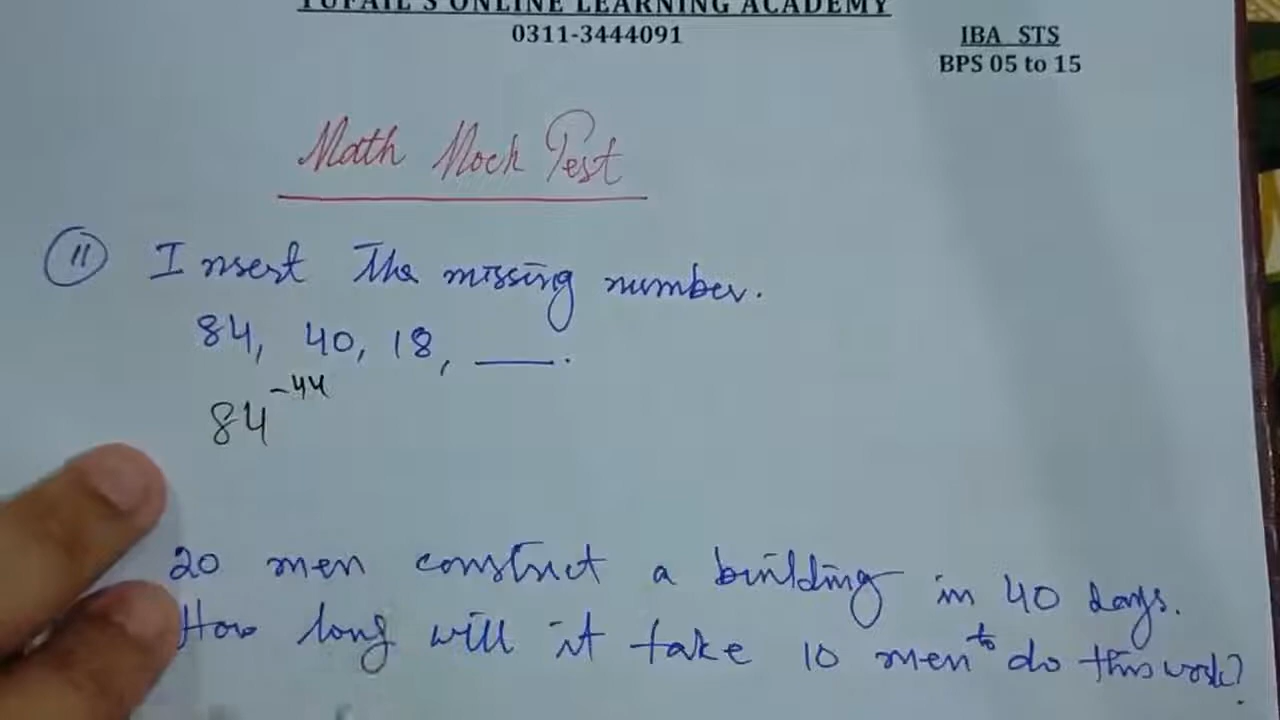 TUFAIL'S ONLINE LEARNING ACADEMY
0311-3444091
IBA STS
BPS 05 to 15
Math Mock Test
11 Insert The missing number.
84, 40, 18, ___.
84 -44
20 men construct a building in 40 days.
How long will it take 10 men to do this work?